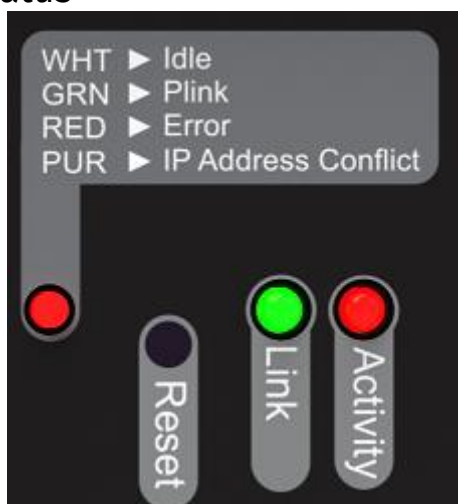 WHT ► Idle
GRN ► Plink
RED ► Error
PUR ► IP Address Conflict
Reset
Link
Activity